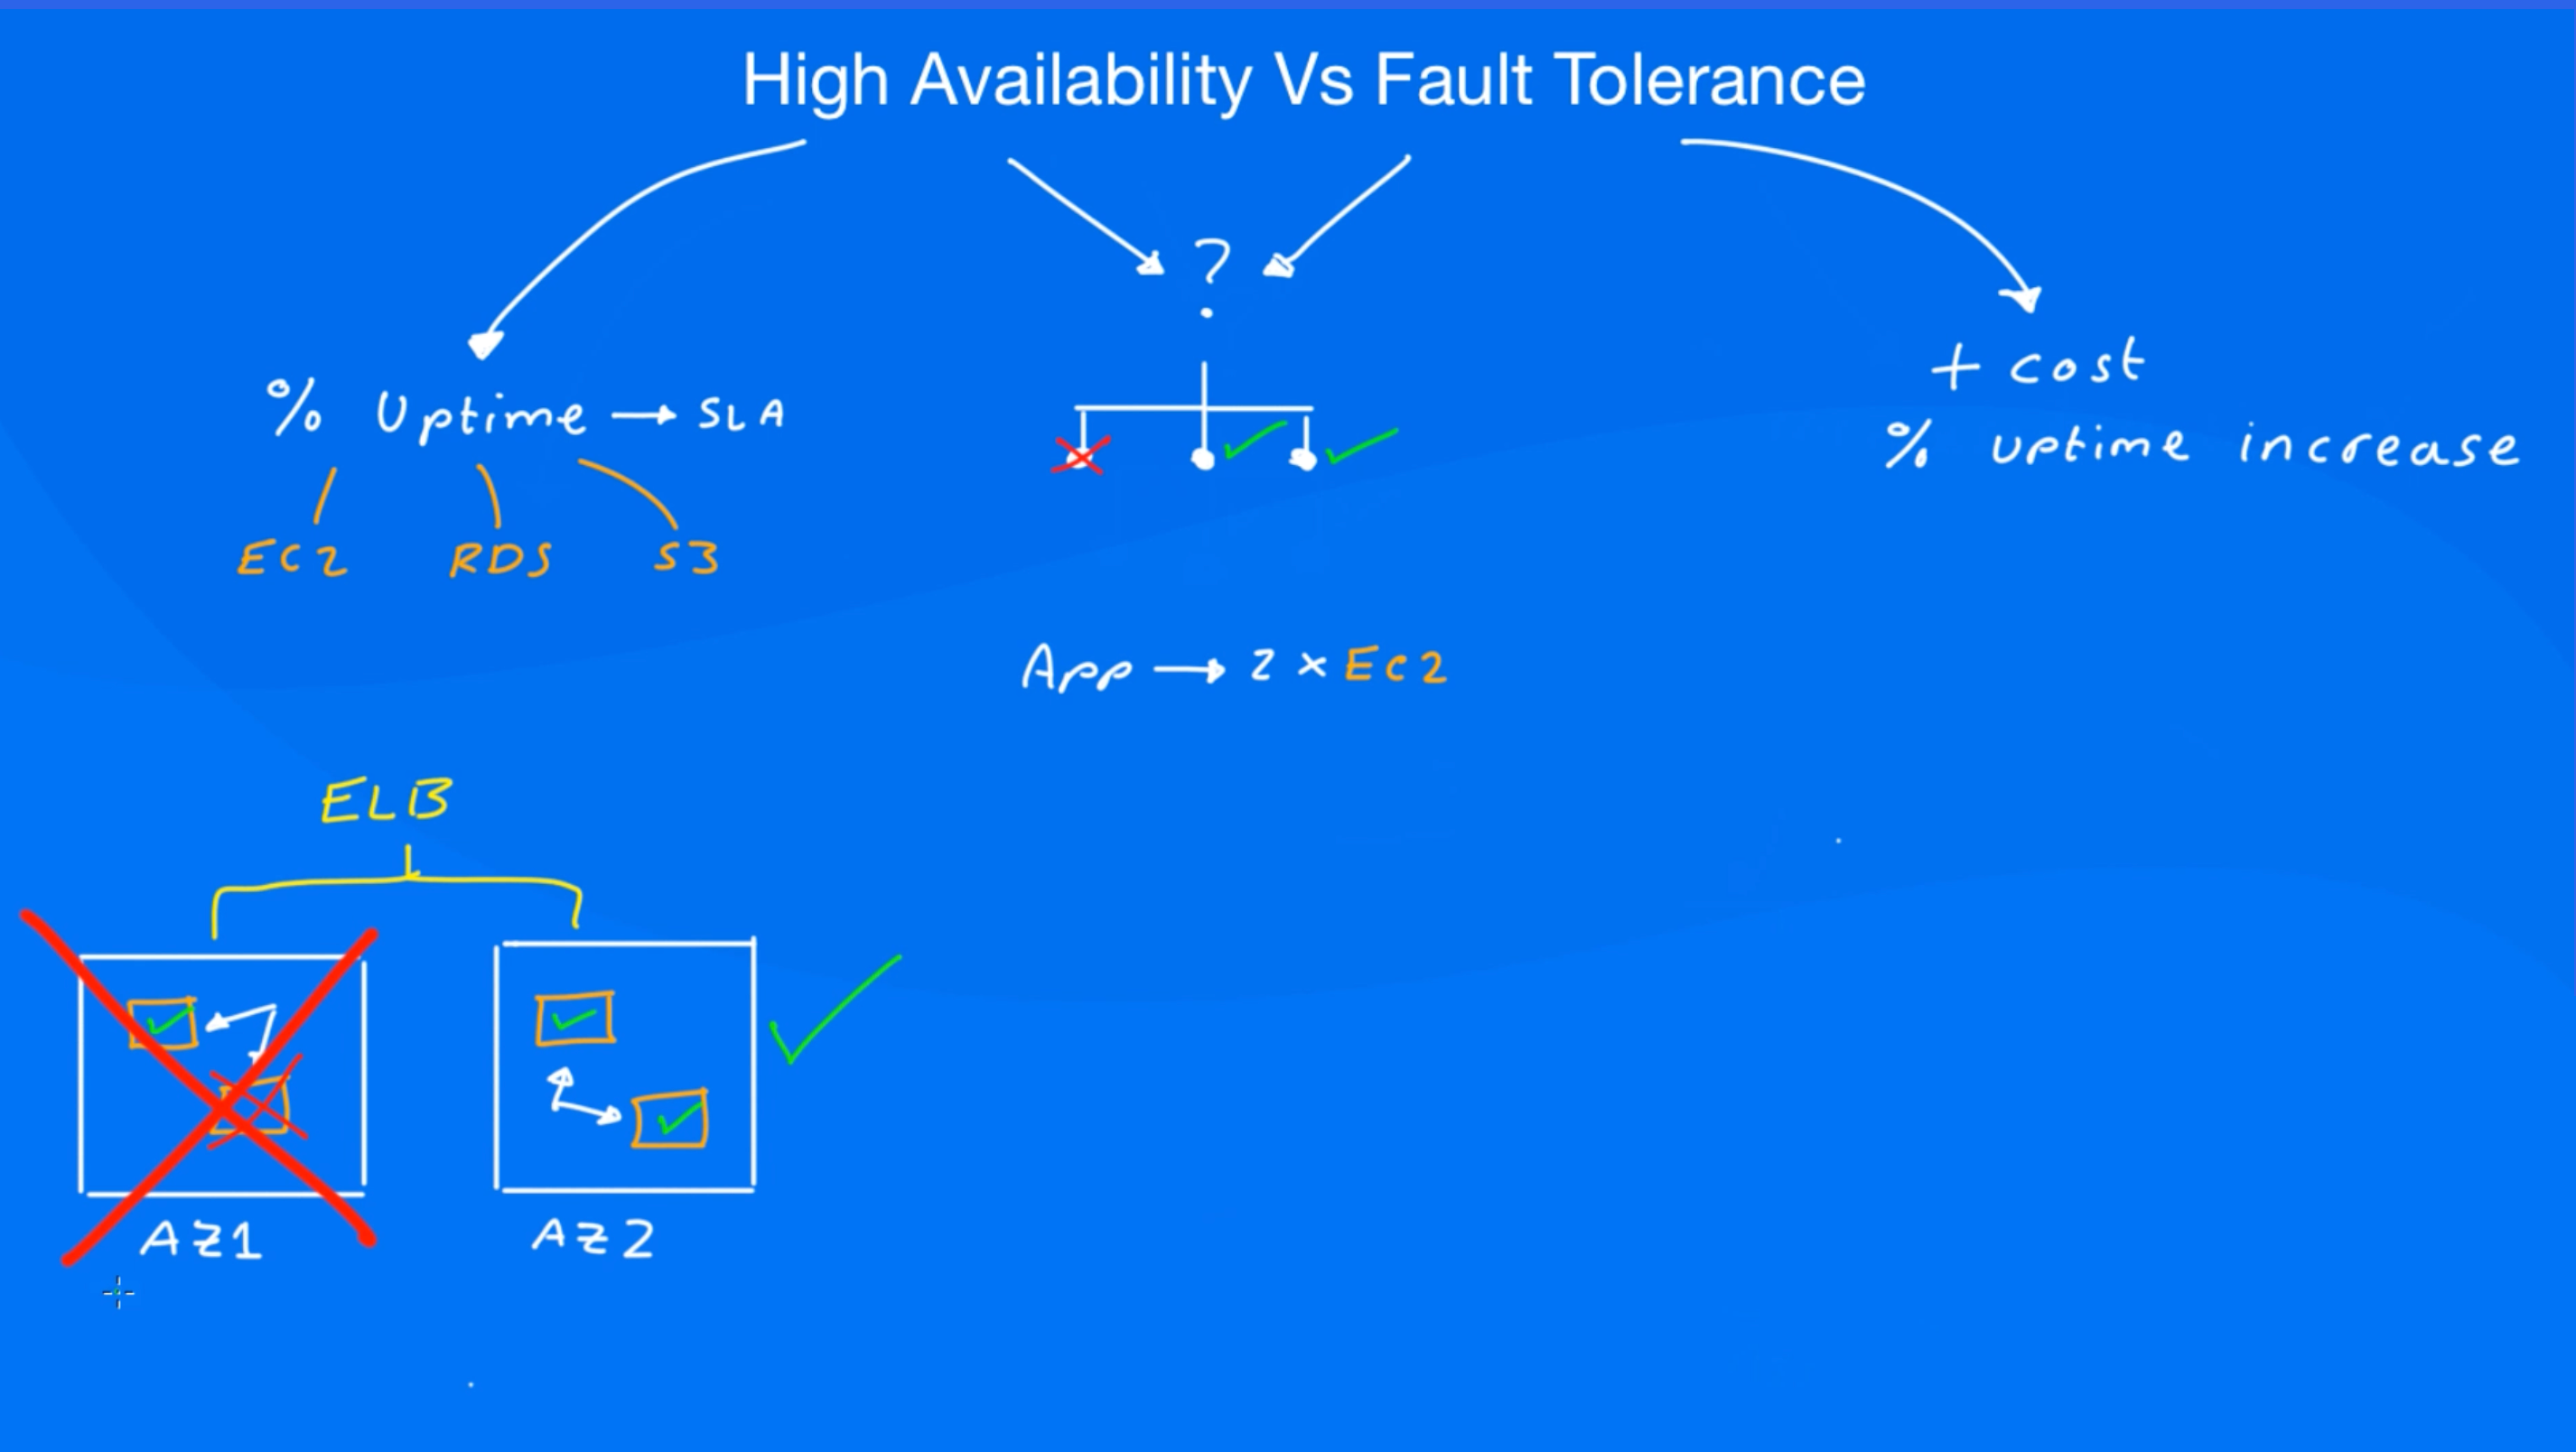 High Availability Vs Fault Tolerance
?
% Uptime → SLA
+ cost
% uptime increase
EC2 RDS S3
App → 2 x EC2
ELB
AZ1 AZ2